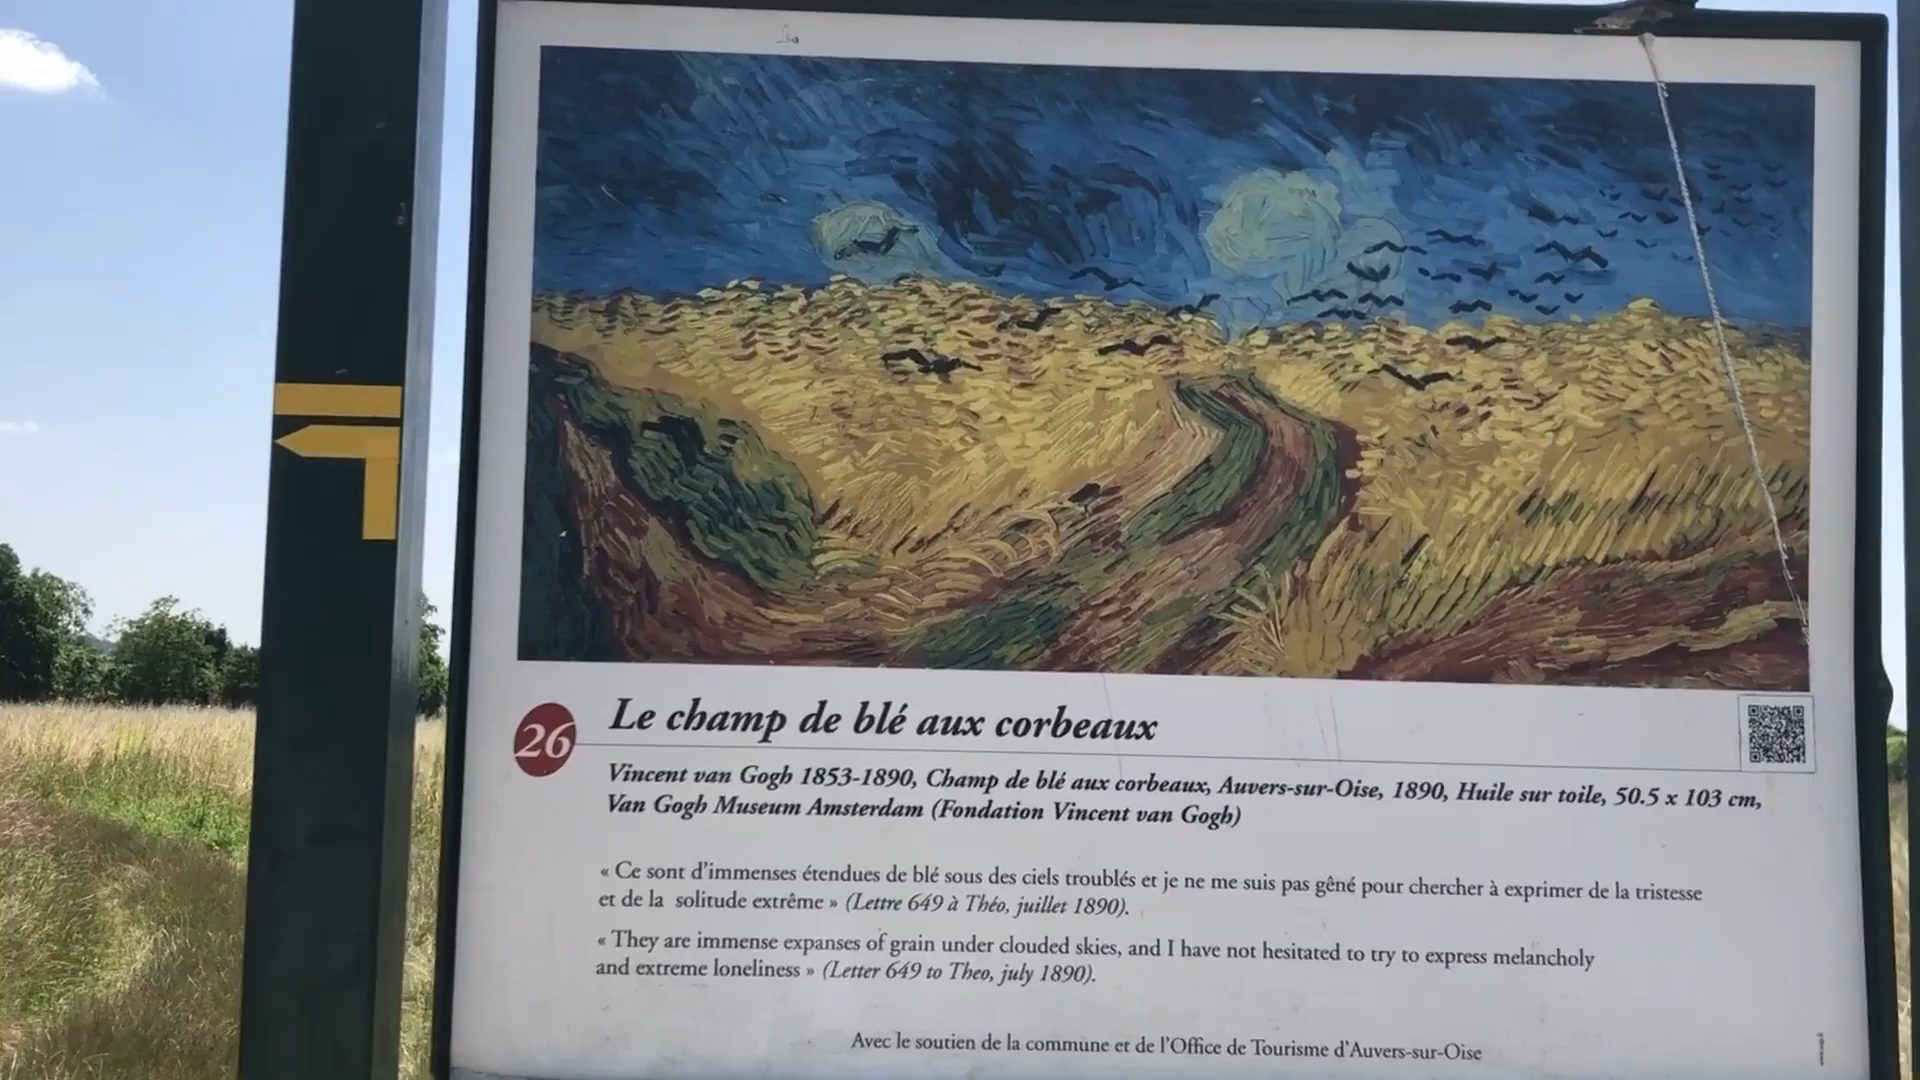 26
Le champ de blé aux corbeaux
Vincent van Gogh 1853-1890, Champ de blé aux corbeaux, Auvers-sur-Oise, 1890, Huile sur toile, 50.5 x 103 cm,
Van Gogh Museum Amsterdam (Fondation Vincent van Gogh)
« Ce sont d'immenses étendues de blé sous des ciels troublés et je ne me suis pas gêné pour chercher à exprimer de la tristesse
et de la solitude extrême » (Lettre 649 à Théo, juillet 1890).
« They are immense expanses of grain under clouded skies, and I have not hesitated to try to express melancholy
and extreme loneliness » (Letter 649 to Theo, july 1890).
Avec le soutien de la commune et de l'Office de Tourisme d'Auvers-sur-Oise